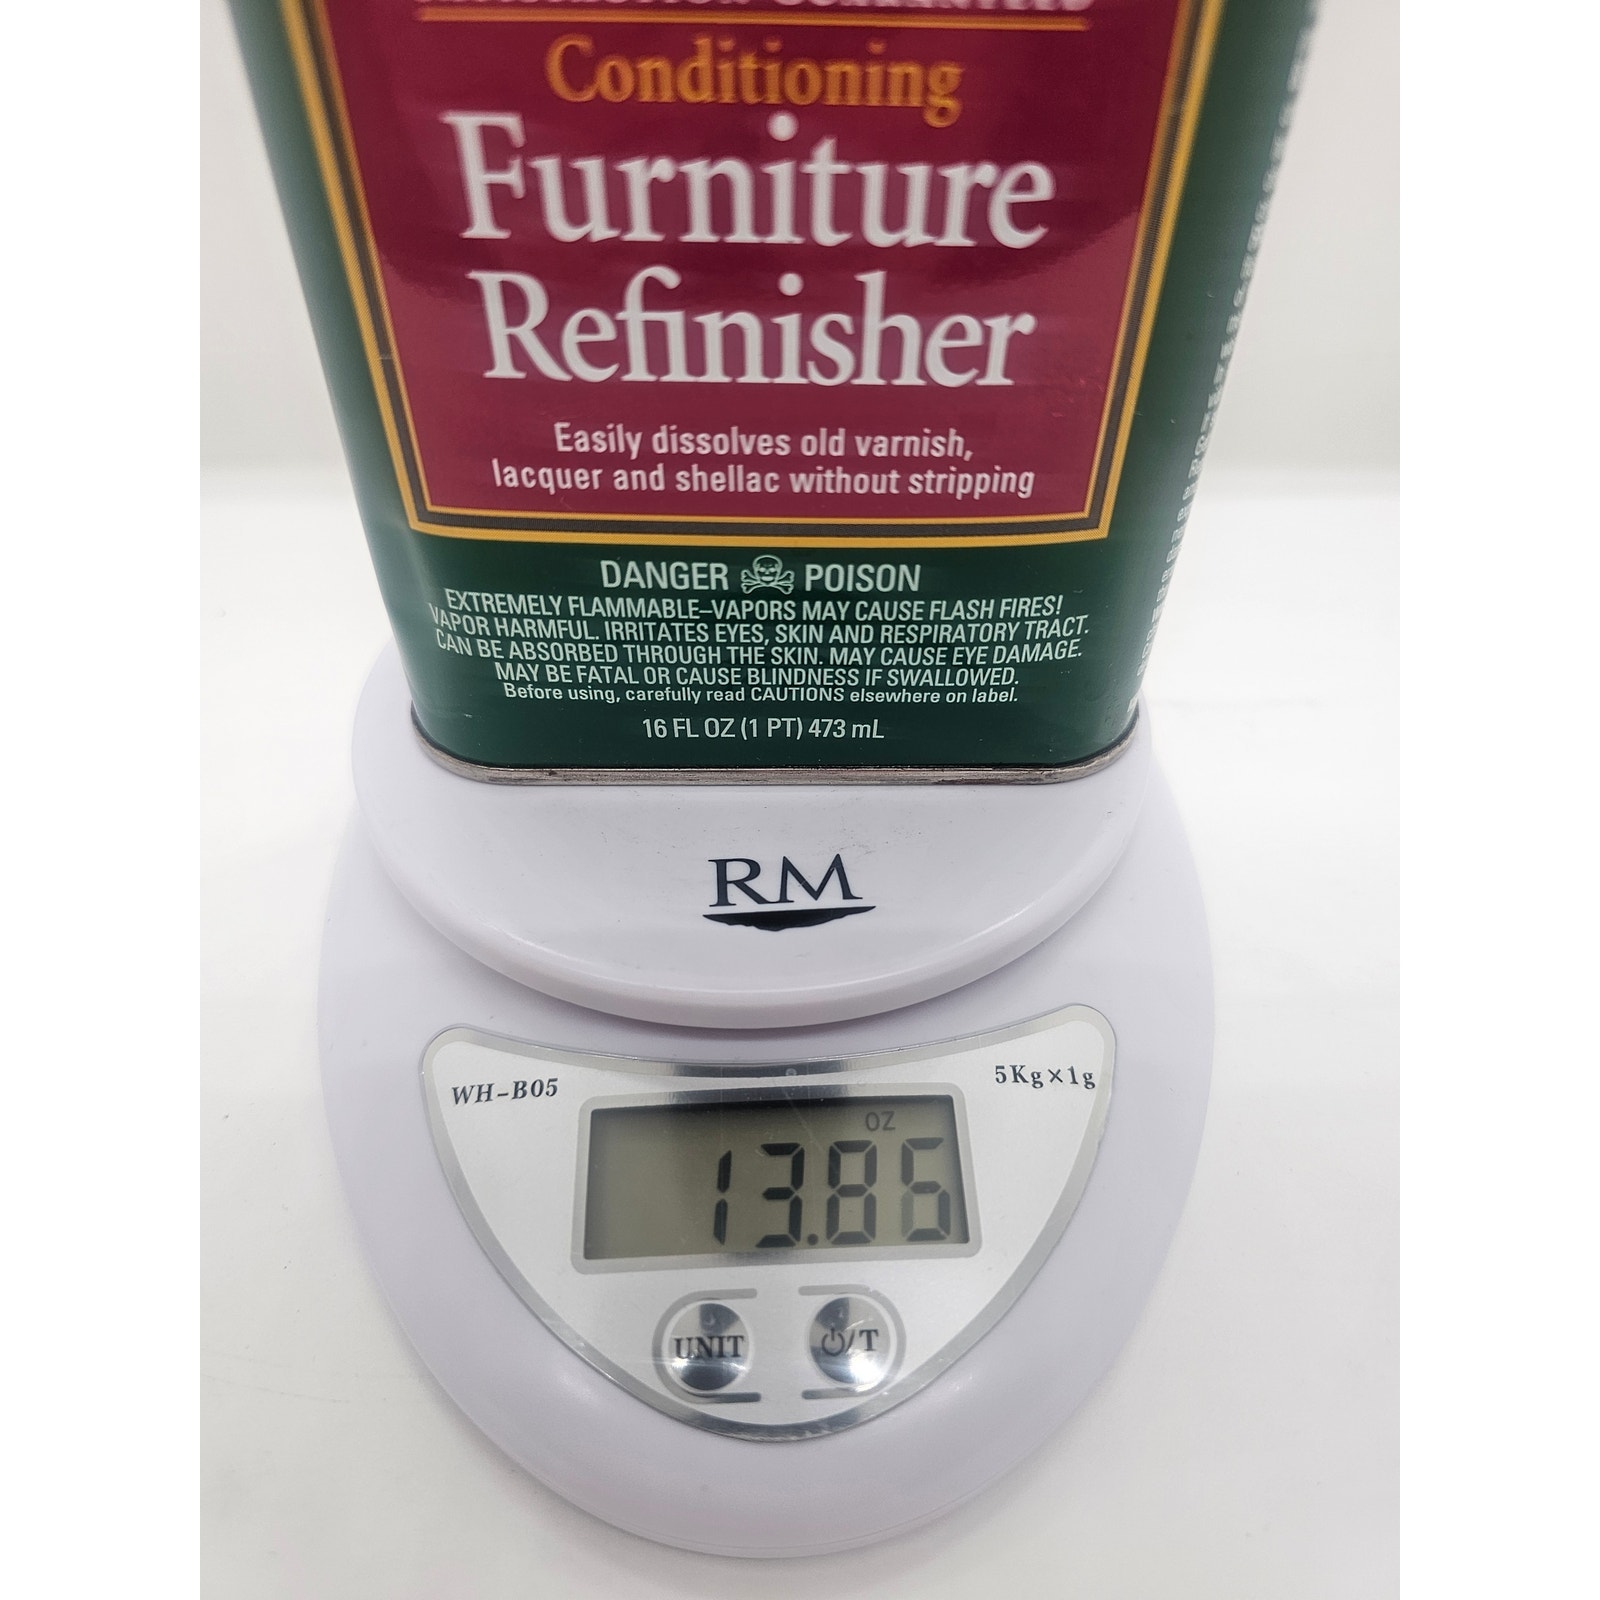 Conditioning
Furniture
Refinisher
Easily dissolves old varnish,
lacquer and shellac without stripping
DANGER POISON
EXTREMELY FLAMMABLE–VAPORS MAY CAUSE FLASH FIRES!
VAPOR HARMFUL. IRRITATES EYES, SKIN AND RESPIRATORY TRACT.
CAN BE ABSORBED THROUGH THE SKIN. MAY CAUSE EYE DAMAGE.
MAY BE FATAL OR CAUSE BLINDNESS IF SWALLOWED.
Before using, carefully read CAUTIONS elsewhere on label.
16 FL OZ (1 PT) 473 mL
RM
WH-B05
5Kg×1g
OZ
13.86
UNIT
/T